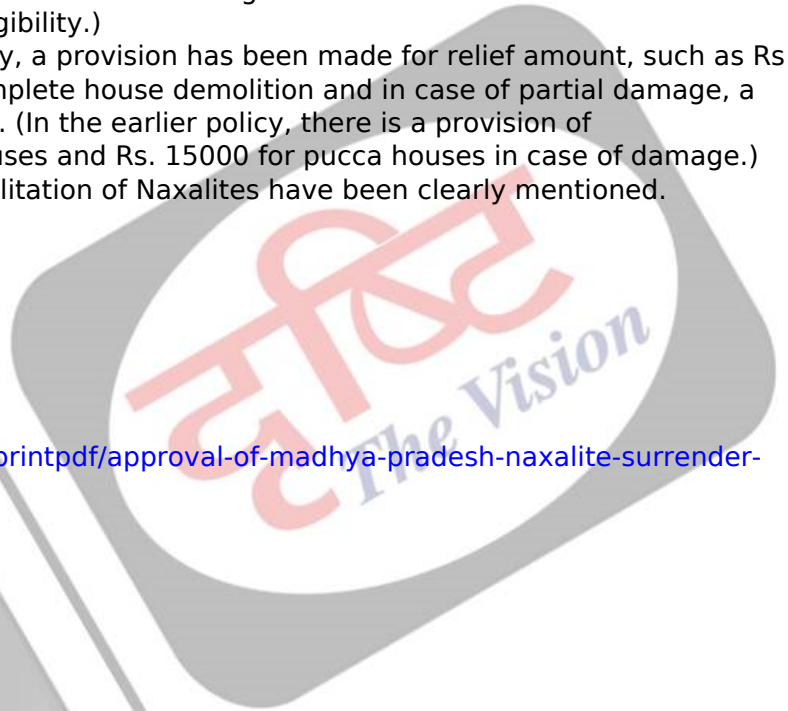 gibility.)
y, a provision has been made for relief amount, such as Rs
nplete house demolition and in case of partial damage, a
. (In the earlier policy, there is a provision of
uses and Rs. 15000 for pucca houses in case of damage.)
litation of Naxalites have been clearly mentioned.
दृष्टि
The Vision
printpdf/approval-of-madhya-pradesh-naxalite-surrender-